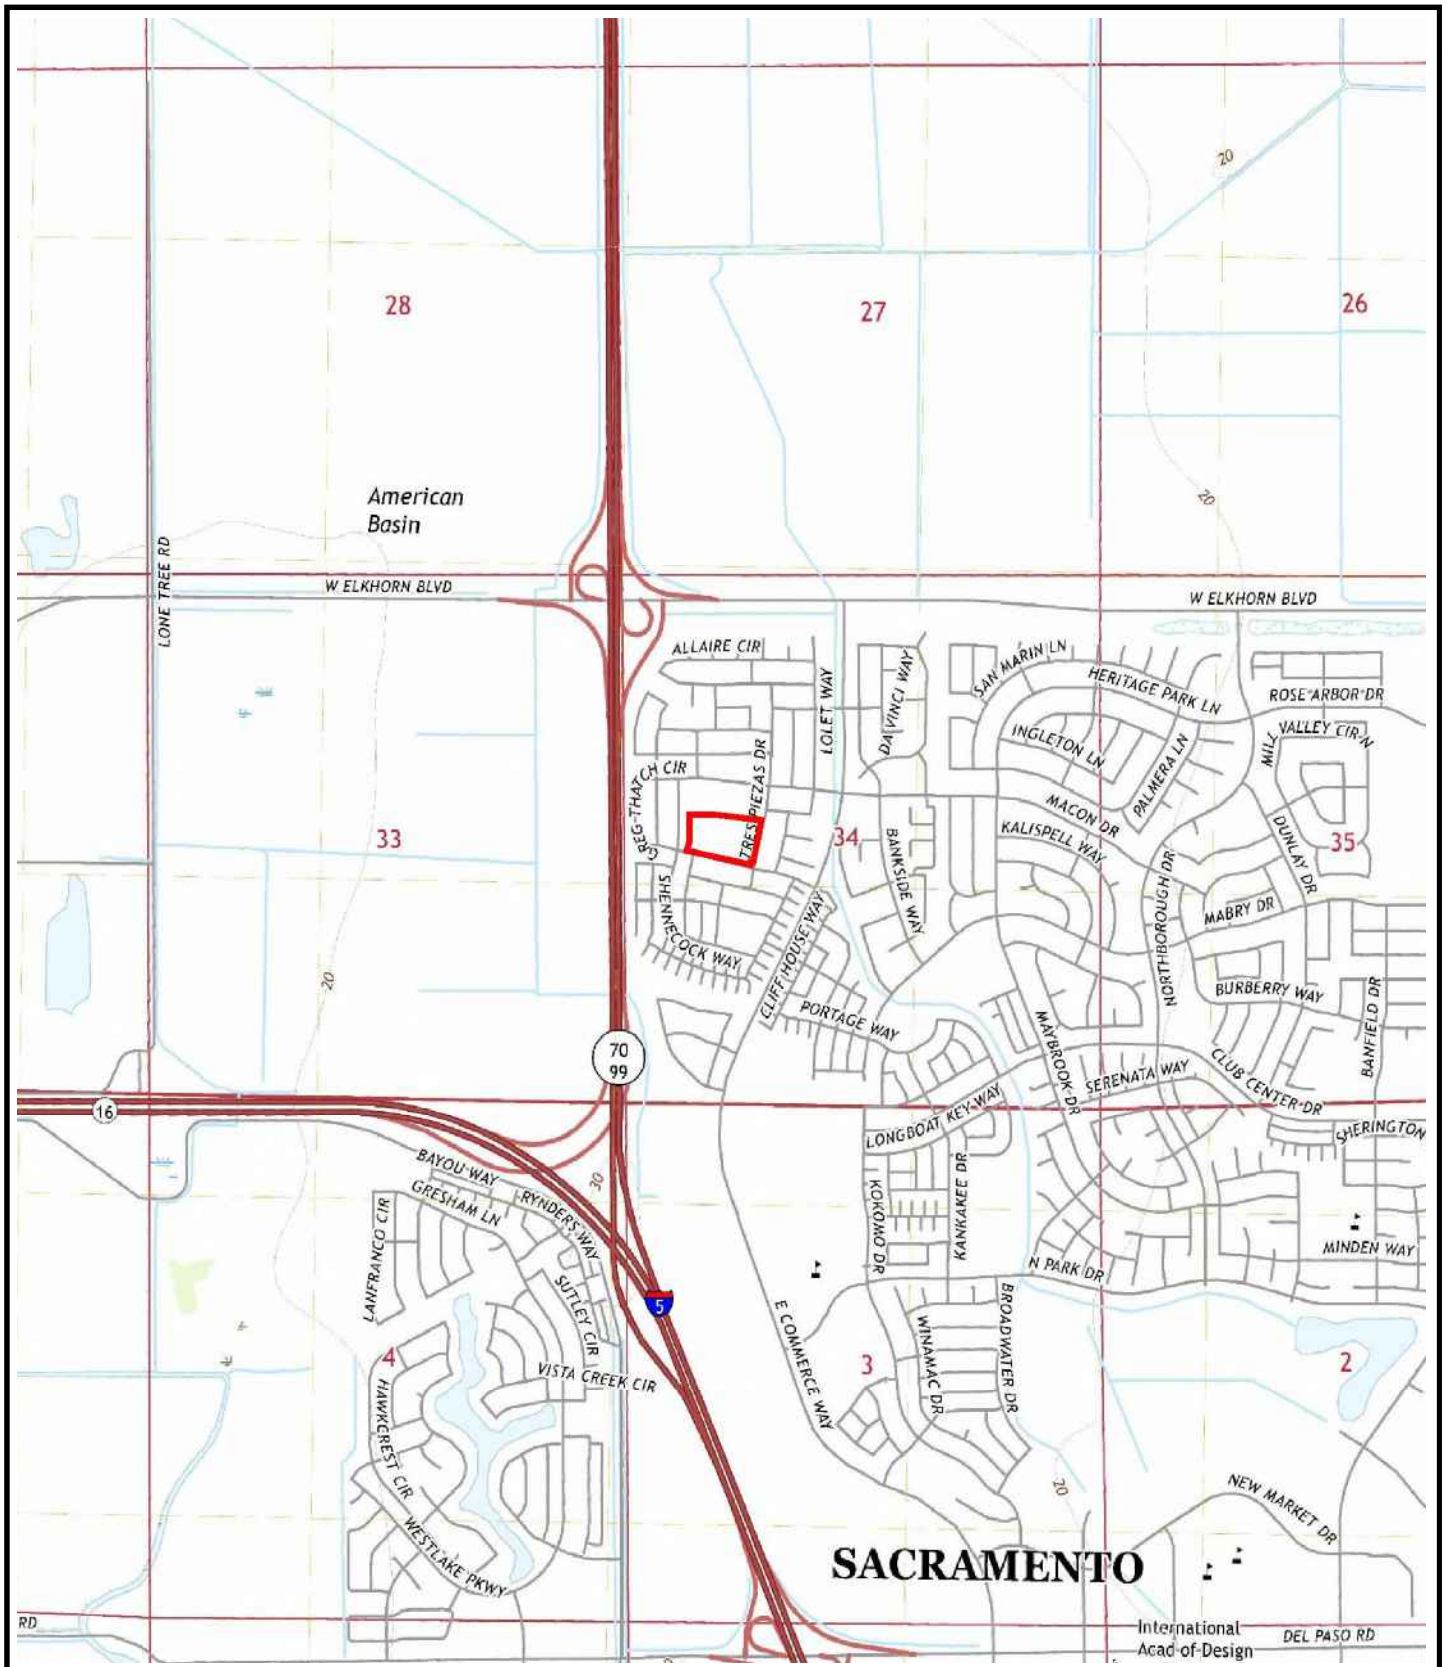 20
28
27
26
American
Basin
20
LONE TREE RD
W ELKHORN BLVD
W ELKHORN BLVD
ALLAIRE CIR
LOLET WAY
DA VINCI WAY
SAN MARIN LN
HERITAGE PARK LN
ROSE ARBOR DR
MILL VALLEY CIR N
INGLETON LN
PALMERA LN
GREG THATCH CIR
TRES PIEZAS DR
MACON DR
KALISPELL WAY
33
34
35
BANKSIDE WAY
DUNLAY DR
SHENNECOCK WAY
CLIFFHOUSE WAY
NORTHBOROUGH DR
MABRY DR
20
BURBERRY WAY
PORTAGE WAY
BANFIELD DR
MAYBROOK DR
70
99
16
SERENATA WAY
CLUB CENTER DR
LONGBOAT KEY WAY
SHERINGTON
BAYOU WAY
GRESHAM LN
RYNDERS WAY
30
LANFRANCO CIR
KOKOMO DR
KANKAKEE DR
MINDEN WAY
N PARK DR
SUTLEY CIR
5
E COMMERCE WAY
WINAMAC DR
BROADWATER DR
4
3
2
VISTA CREEK CIR
HAWKCREST CIR
20
NEW MARKET DR
WESTLAKE PKWY
SACRAMENTO
RD
International
Acad of Design
DEL PASO RD